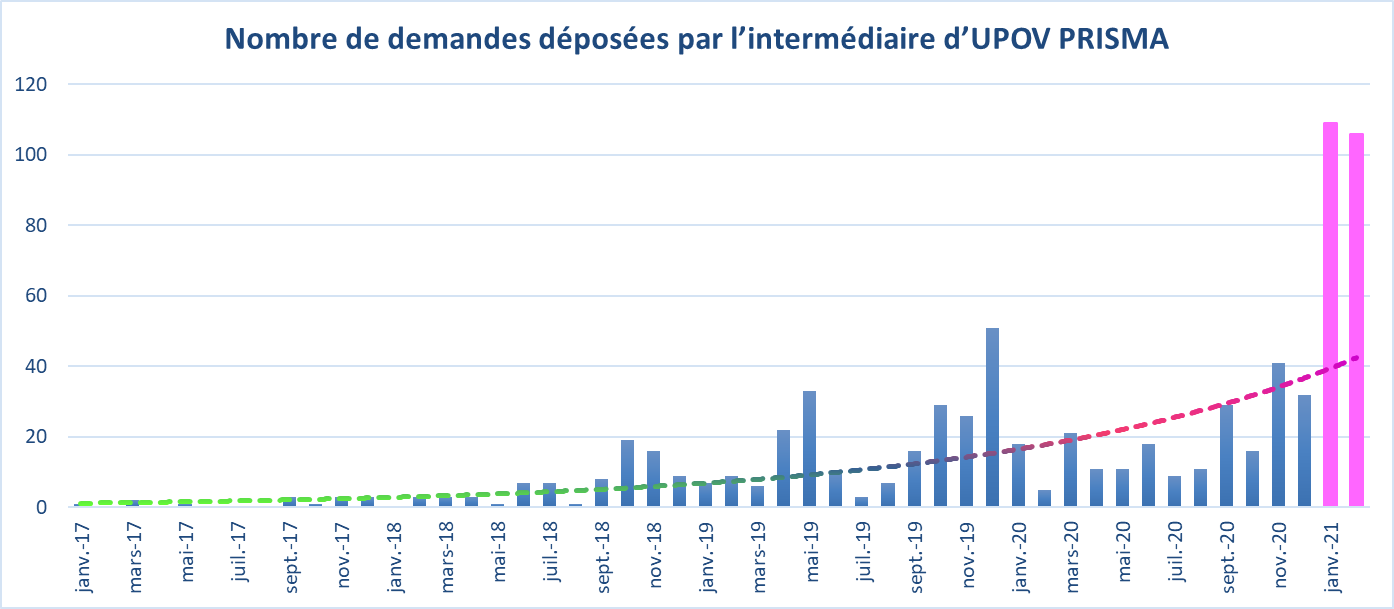 Nombre de demandes déposées par l’intermédiaire d’UPOV PRISMA
120
100
80
60
40
20
0
janv.-17
mars-17
mai-17
juil.-17
sept.-17
nov.-17
janv.-18
mars-18
mai-18
juil.-18
sept.-18
nov.-18
janv.-19
mars-19
mai-19
juil.-19
sept.-19
nov.-19
janv.-20
mars-20
mai-20
juil.-20
sept.-20
nov.-20
janv.-21